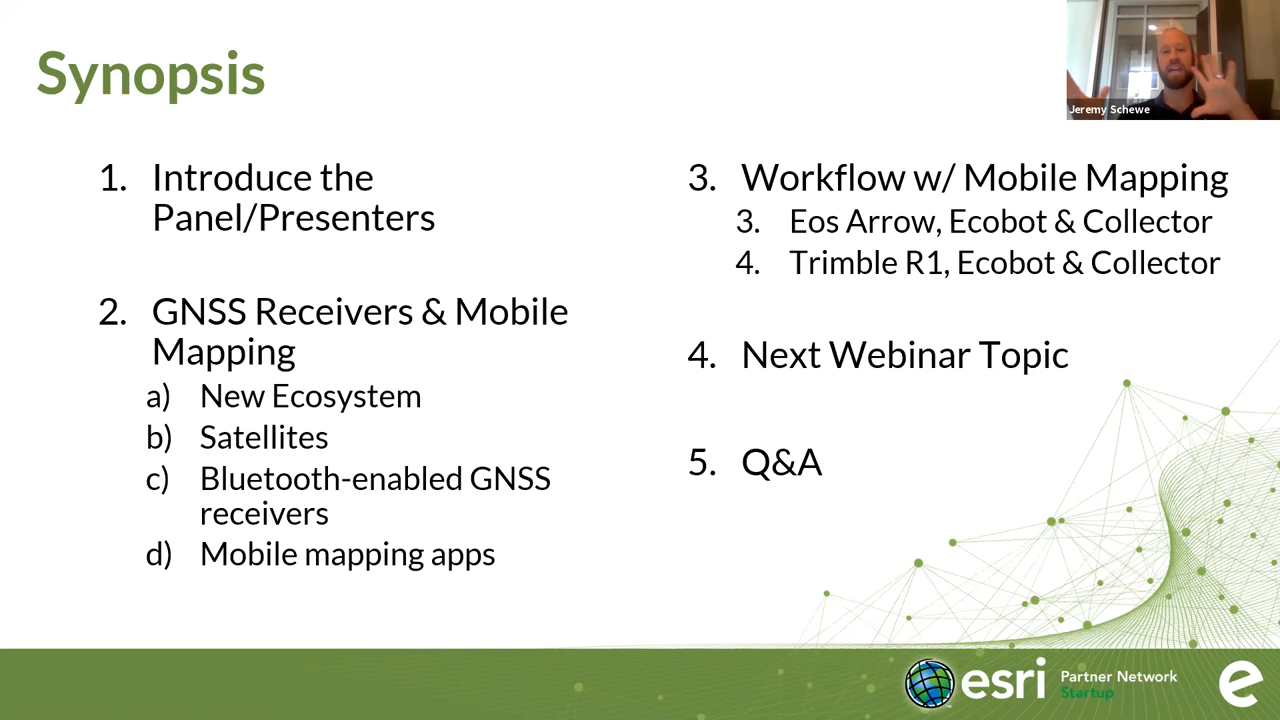 Synopsis
Jeremy Schewe
1. Introduce the
Panel/Presenters
2. GNSS Receivers & Mobile
Mapping
a) New Ecosystem
b) Satellites
c) Bluetooth-enabled GNSS
receivers
d) Mobile mapping apps
3. Workflow w/ Mobile Mapping
3. Eos Arrow, Ecobot & Collector
4. Trimble R1, Ecobot & Collector
4. Next Webinar Topic
5. Q&A
esri Partner Network
Startup
e